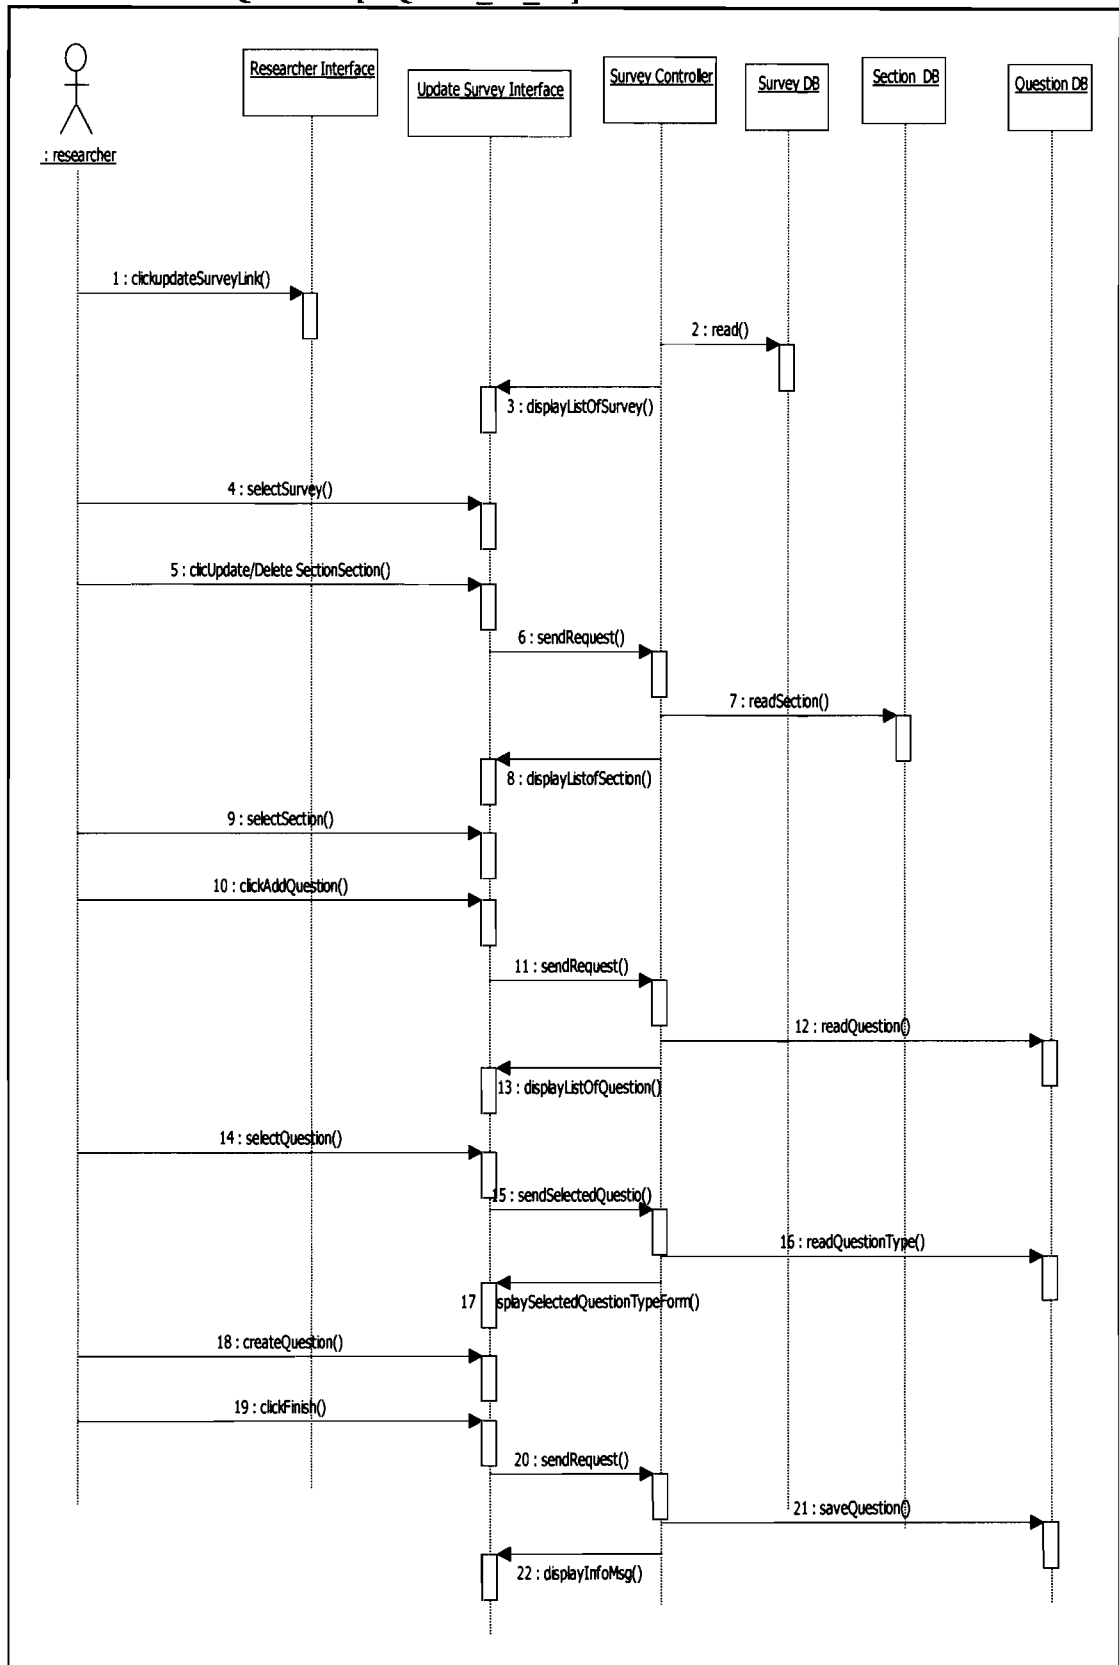 Researcher Interface
Update Survey Interface
Survey Controller
Survey DB
Section DB
Question DB
: researcher
1 : clickupdateSurveyLink()
2 : read()
3 : displayListOfSurvey()
4 : selectSurvey()
5 : clicUpdate/Delete SectionSection()
6 : sendRequest()
7 : readSection()
8 : displayListofSection()
9 : selectSection()
10 : clickAddQuestion()
11 : sendRequest()
12 : readQuestion()
13 : displayListOfQuestion()
14 : selectQuestion()
15 : sendSelectedQuestio()
16 : readQuestionType()
17 splaySelectedQuestionTypeForm()
18 : createQuestion()
19 : clickFinish()
20 : sendRequest()
21 : saveQuestion()
22 : displayInfoMsg()